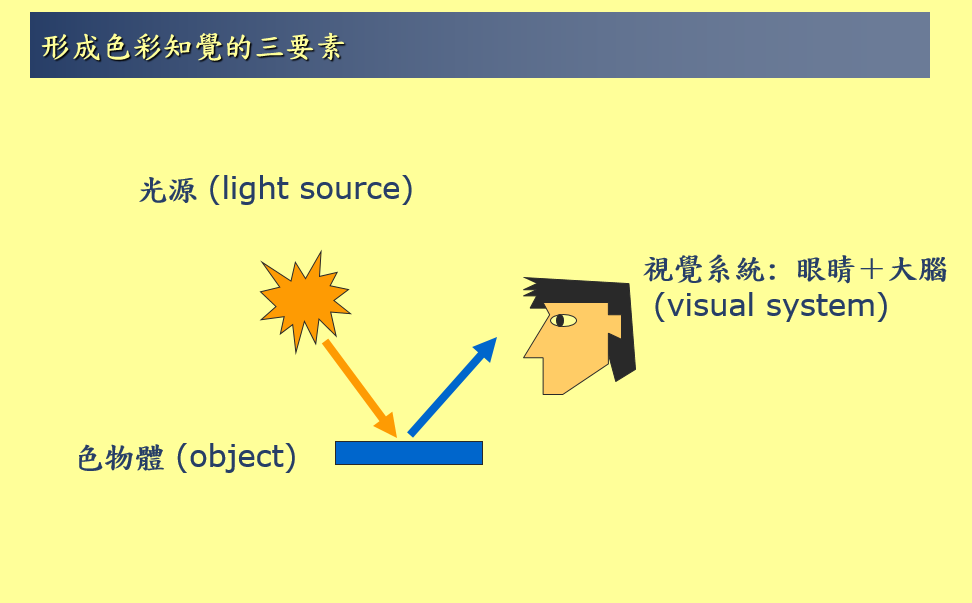 形成色彩知覺的三要素
光源 (light source)
視覺系統：眼睛＋大腦
(visual system)
色物體 (object)